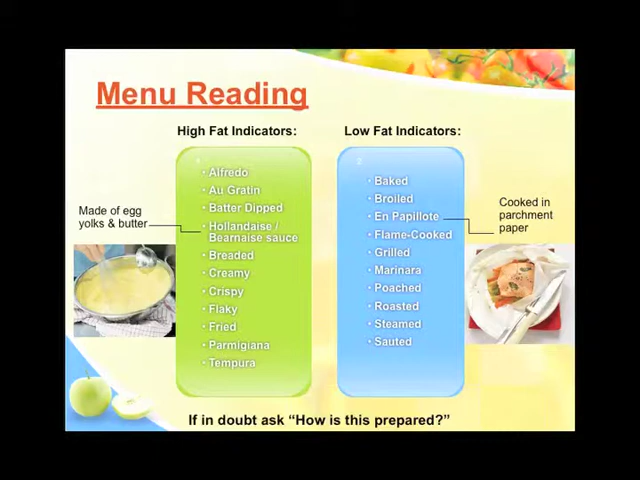 Menu Reading
High Fat Indicators:
Alfredo
Au Gratin
Batter Dipped
Hollandaise /
Bearnaise sauce
Breaded
Creamy
Crispy
Flaky
Fried
Parmigiana
Tempura
Made of egg
yolks & butter
Low Fat Indicators:
2
Baked
Broiled
En Papillote
Flame-Cooked
Grilled
Marinara
Poached
Roasted
Steamed
Sauted
Cooked in
parchment
paper
If in doubt ask “How is this prepared?”